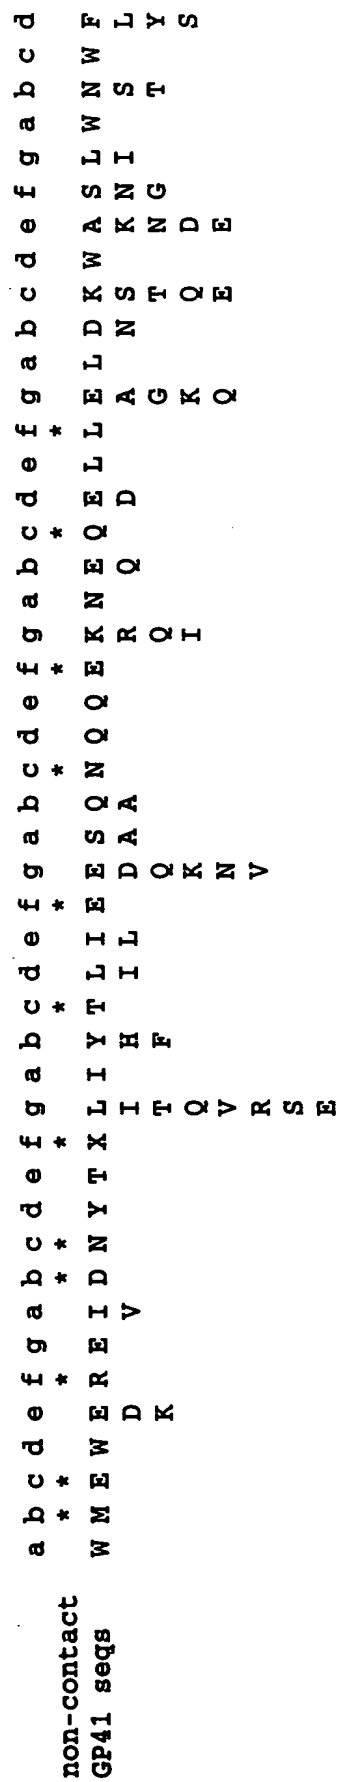 a b c d e f g a b c d e f g a b c d e f g a b c d e f g a b c d e f g a b c d e f g a b c d
non-contact * * * * * * * * * * * * *
GP41 seqs W M E W E R E I D N Y T X L I Y T L I E E S Q N Q Q E K N E Q E L L E L D K W A S L W N W F
D V I H I L D A A R Q D A N S K N I S L
K T F Q Q G T N G T Y
Q K I K Q D S
V N Q E E
R V
S
E